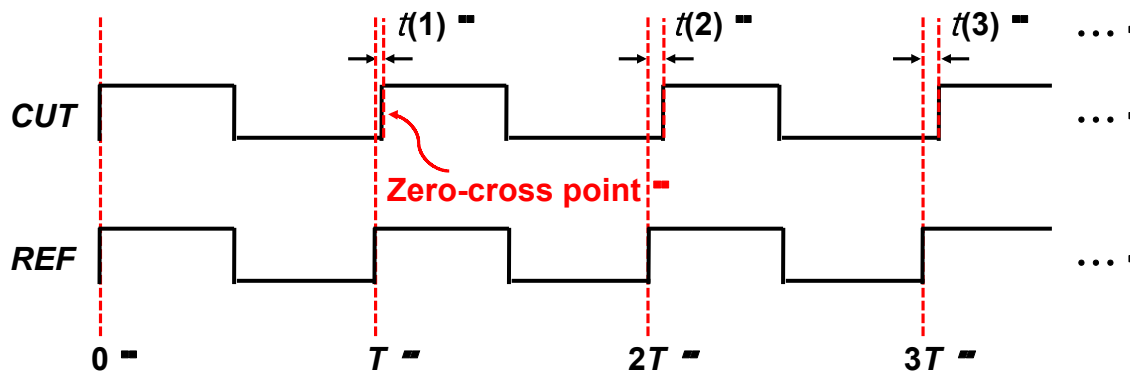 t(1) t(2) t(3) …
CUT …
Zero-cross point
REF …
0 T 2T 3T